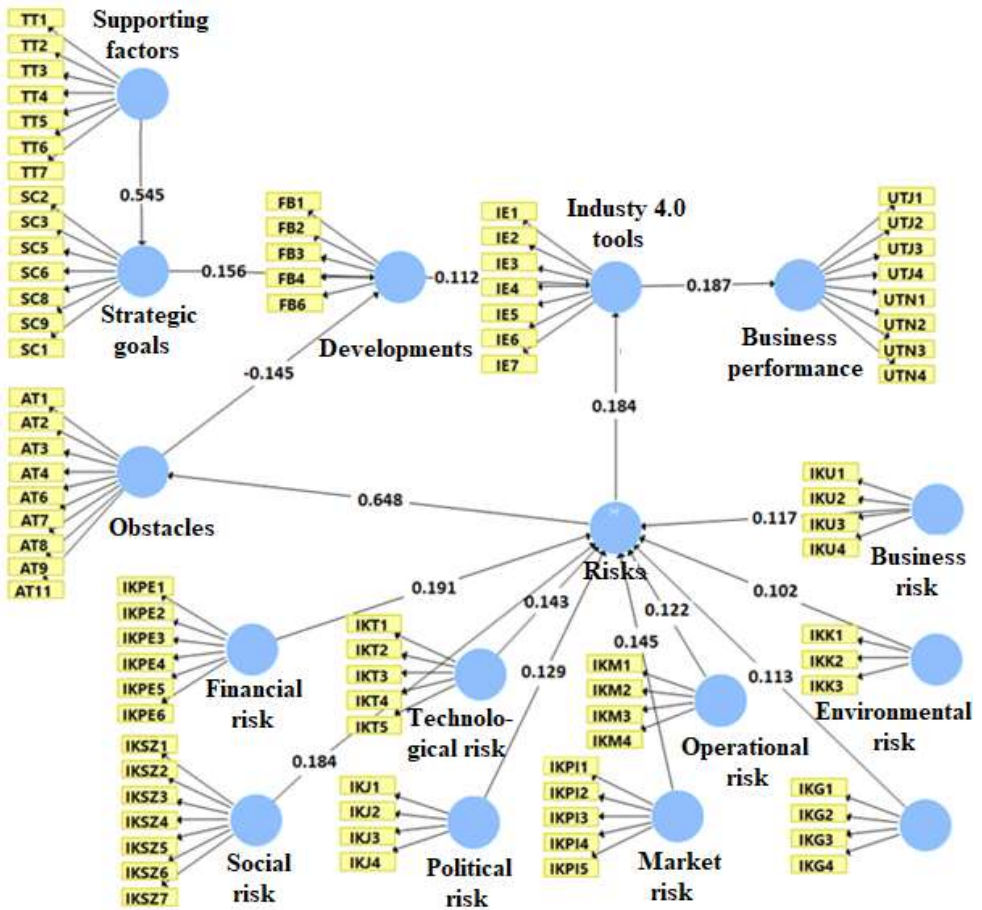 TT1
TT2
TT3
TT4
TT5
TT6
TT7
Supporting
factors
0.545
SC2
SC3
SC5
SC6
SC8
SC9
SC1
Strategic
goals
0.156
FB1
FB2
FB3
FB4
FB6
Developments
0.112
IE1
IE2
IE3
IE4
IE5
IE6
IE7
Industy 4.0
tools
0.187
UTJ1
UTJ2
UTJ3
UTJ4
UTN1
UTN2
UTN3
UTN4
Business
performance
-0.145
0.184
AT1
AT2
AT3
AT4
AT6
AT7
AT8
AT9
AT11
Obstacles
0.648
Risks
0.117
IKU1
IKU2
IKU3
IKU4
Business
risk
IKPE1
IKPE2
IKPE3
IKPE4
IKPE5
IKPE6
Financial
risk
0.191
IKT1
IKT2
IKT3
IKT4
IKT5
Technolo-
gical risk
0.143
0.129
0.145
0.122
IKM1
IKM2
IKM3
IKM4
Operational
risk
0.102
0.113
IKK1
IKK2
IKK3
Environmental
risk
IKSZ1
IKSZ2
IKSZ3
IKSZ4
IKSZ5
IKSZ6
IKSZ7
Social
risk
0.184
IKJ1
IKJ2
IKJ3
IKJ4
Political
risk
IKPI1
IKPI2
IKPI3
IKPI4
IKPI5
Market
risk
IKG1
IKG2
IKG3
IKG4